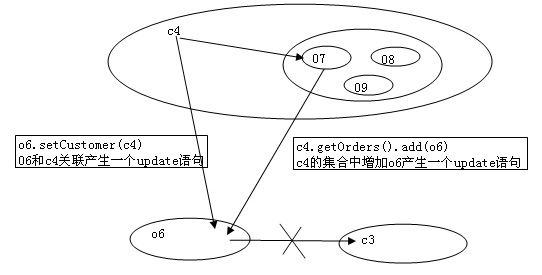 c4
07
08
09
o6.setCustomer(c4)
06和c4关联产生一个update语句
c4.getOrders().add(o6)
c4的集合中增加o6产生一个update语句
o6
c3